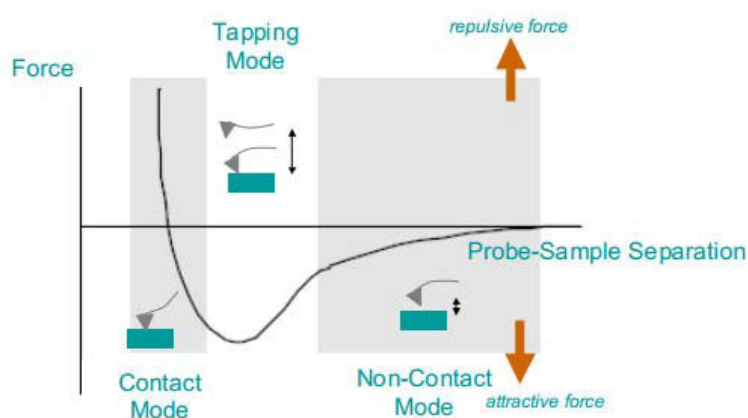 Tapping
Mode
repulsive force
Force
Probe-Sample Separation
Contact
Mode
Non-Contact
Mode
attractive force